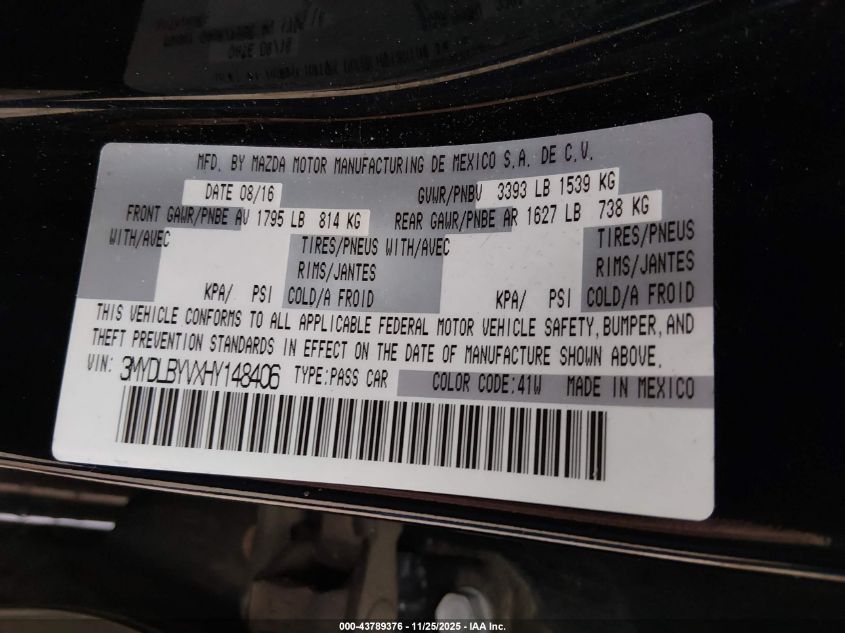 MFD. BY MAZDA MOTOR MANUFACTURING DE MEXICO S.A. DE C.V.
DATE 08/16 GVWR/PNBV 3393 LB 1539 KG
FRONT GAWR/PNBE AV 1795 LB 814 KG REAR GAWR/PNBE AR 1627 LB 738 KG
WITH/AVEC TIRES/PNEUS WITH/AVEC TIRES/PNEUS
RIMS/JANTES RIMS/JANTES
KPA/ PSI COLD/A FROID KPA/ PSI COLD/A FROID
THIS VEHICLE CONFORMS TO ALL APPLICABLE FEDERAL MOTOR VEHICLE SAFETY, BUMPER, AND
THEFT PREVENTION STANDARDS IN EFFECT ON THE DATE OF MANUFACTURE SHOWN ABOVE.
VIN: 3MYDLBYVXHY148406 TYPE:PASS CAR COLOR CODE:41W MADE IN MEXICO
000-43789376 - 11/25/2025 - www.iaai.com